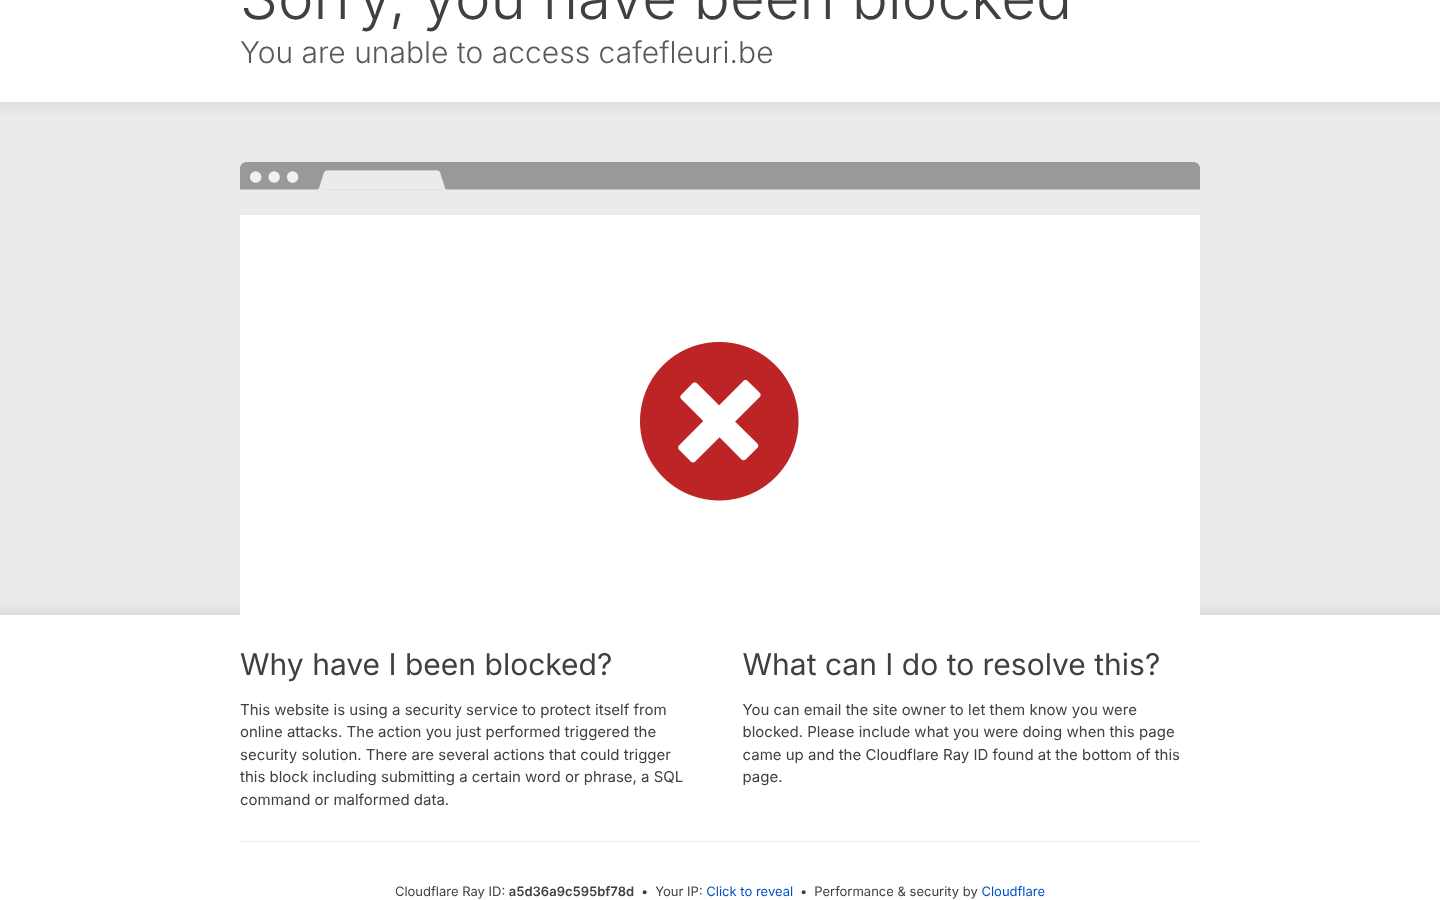 Sorry, you have been blocked
You are unable to access cafefleuri.be
Why have I been blocked?
This website is using a security service to protect itself from
online attacks. The action you just performed triggered the
security solution. There are several actions that could trigger
this block including submitting a certain word or phrase, a SQL
command or malformed data.
What can I do to resolve this?
You can email the site owner to let them know you were
blocked. Please include what you were doing when this page
came up and the Cloudflare Ray ID found at the bottom of this
page.
Cloudflare Ray ID: a5d36a9c595bf78d • Your IP: Click to reveal • Performance & security by Cloudflare